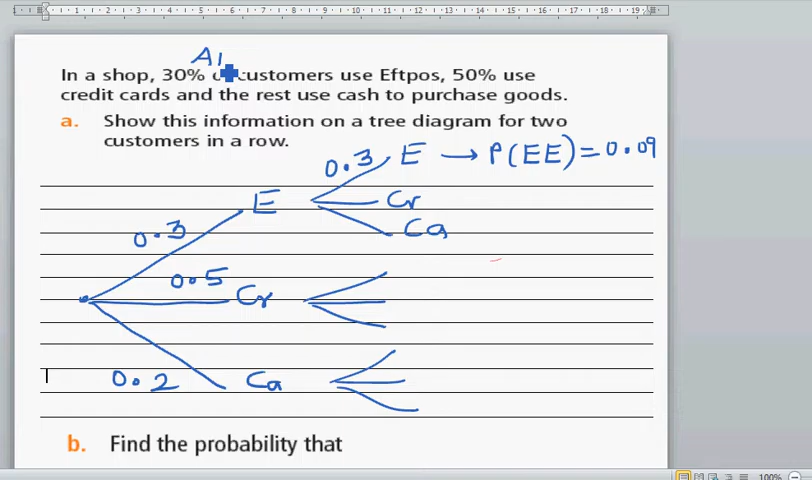 AI
In a shop, 30% customers use Eftpos, 50% use
credit cards and the rest use cash to purchase goods.
a. Show this information on a tree diagram for two
customers in a row.
0.3 E → P(EE) = 0.09
E Cr
0.3 Ca
0.5 Cr
0.2 Ca
b. Find the probability that
100%